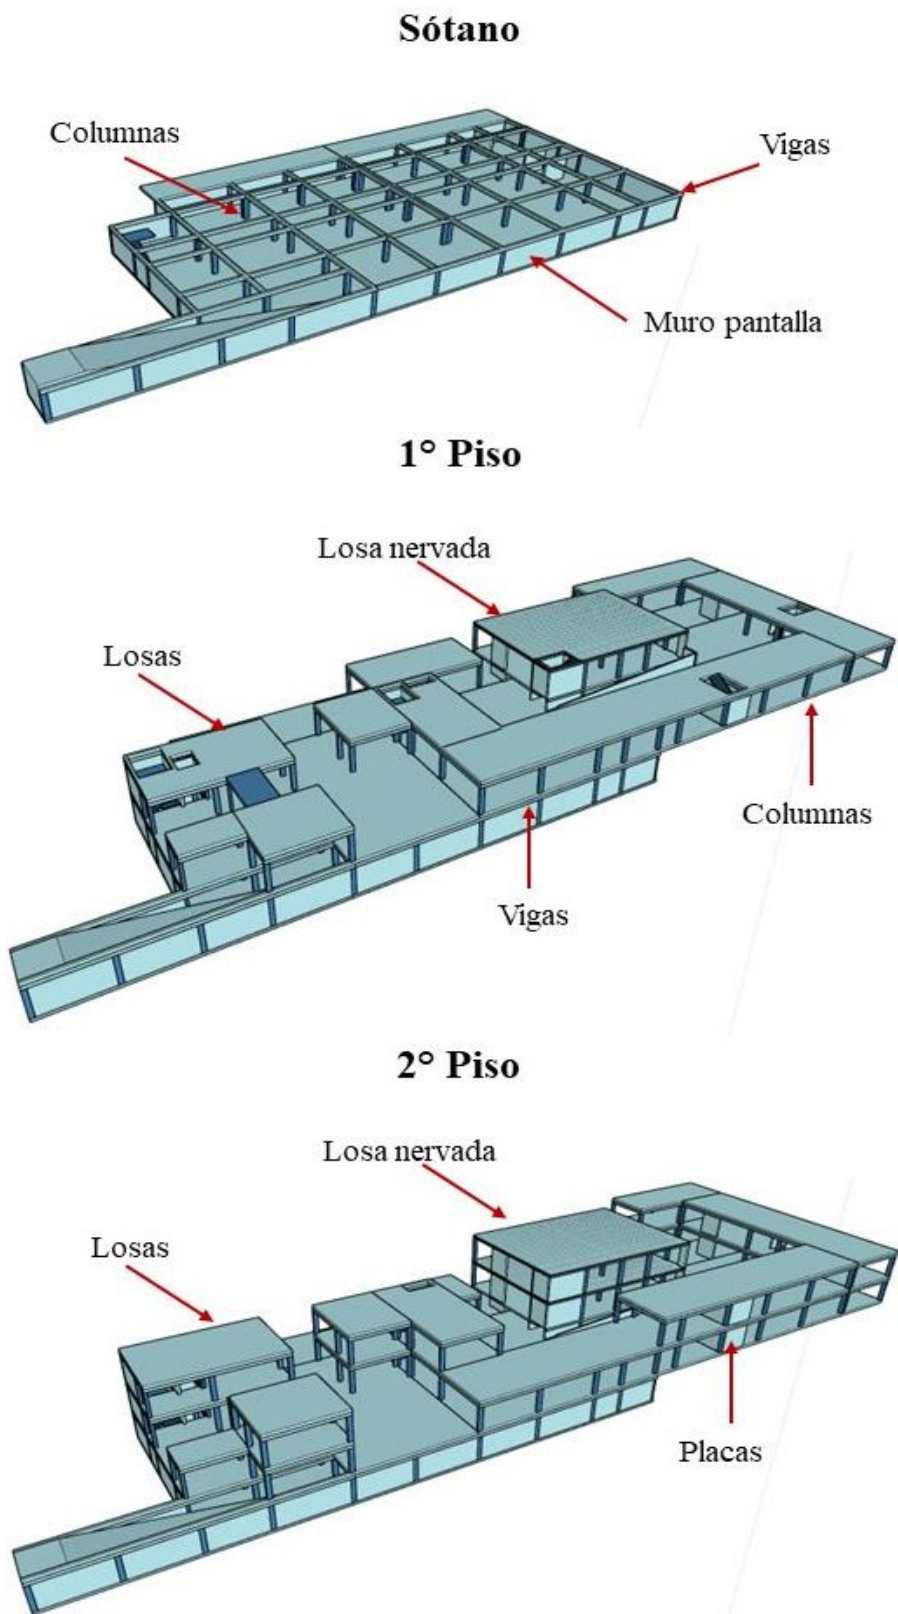 Sótano
Columnas
Vigas
Muro pantalla
1° Piso
Losa nervada
Losas
Columnas
Vigas
2° Piso
Losa nervada
Losas
Placas